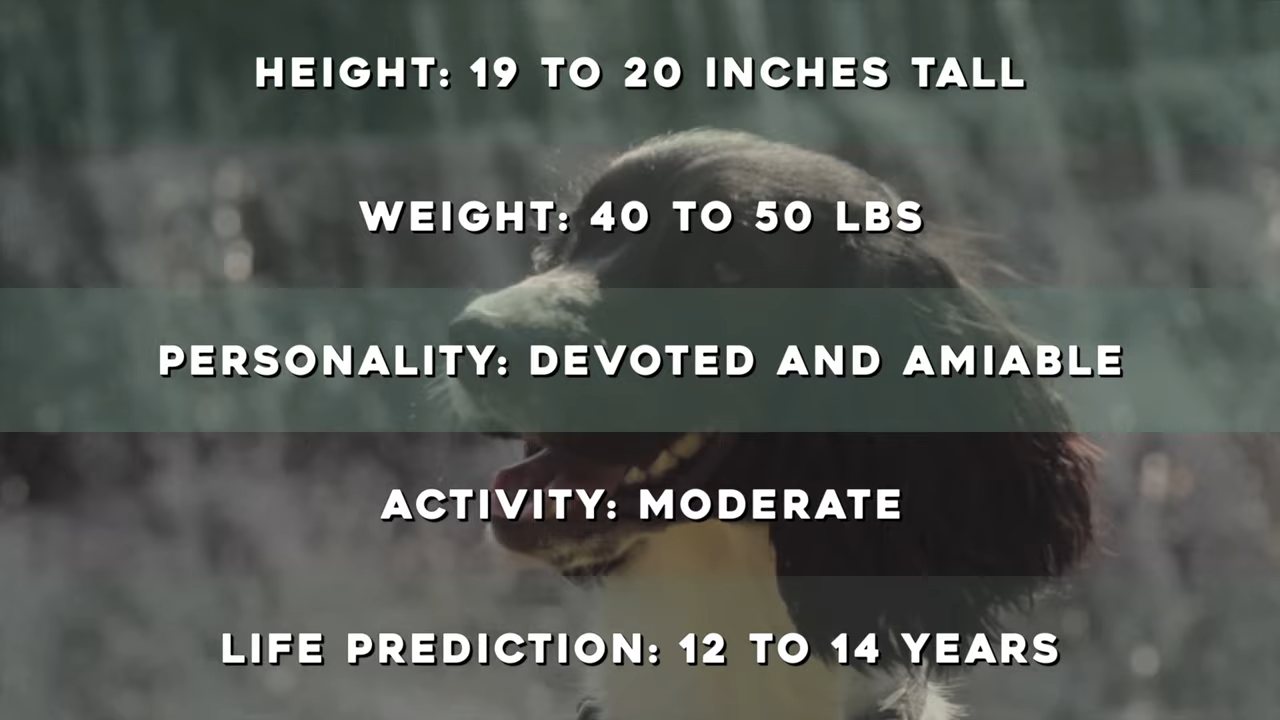 HEIGHT: 19 TO 20 INCHES TALL
WEIGHT: 40 TO 50 LBS
PERSONALITY: DEVOTED AND AMIABLE
ACTIVITY: MODERATE
LIFE PREDICTION: 12 TO 14 YEARS